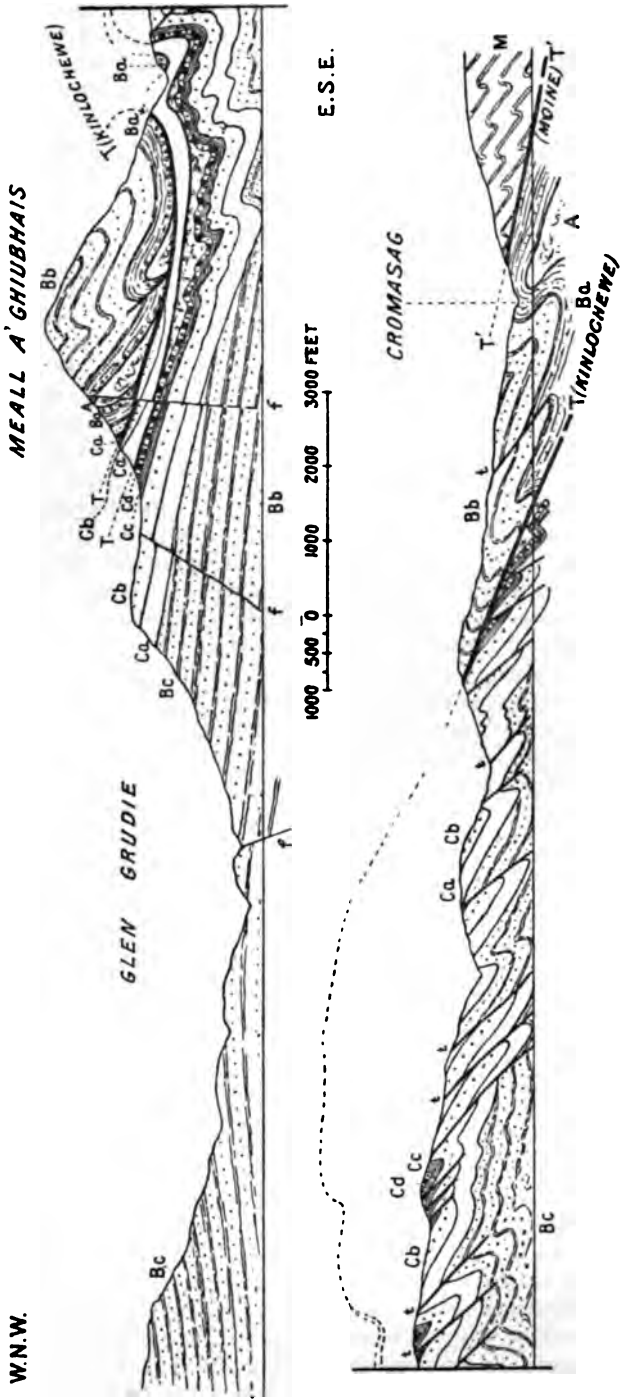 W.N.W.
MEALL A' GHIUBHAIS
GLEN GRUDIE
T(KINLOCHEWE)
Bc
Bc
Ca
Cb
T
Cb
T
Cc Cd
Ca
Ca Ba A
Bb
Ba
Ba
f
f
Bb
f
E.S.E.
1000 500 0 1000 2000 3000 FEET
CROMASAG
t
t
Cb
Cd Cc
t
t
Ca
Cb
t
Bb
t
T'
M
(MOINE) T'
A
Ba
T(KINLOCHEWE)
Bc